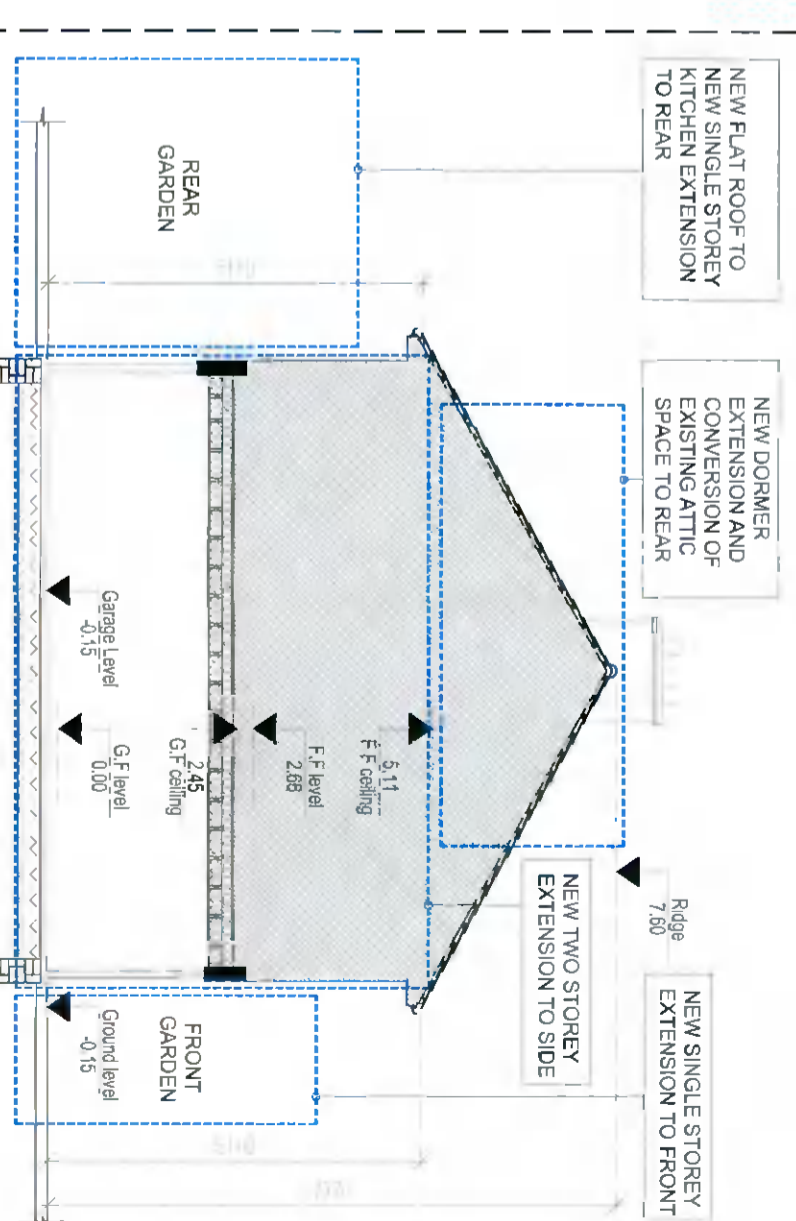 NEW FLAT ROOF TO
NEW SINGLE STOREY
KITCHEN EXTENSION
TO REAR
NEW DORMER
EXTENSION AND
CONVERSION OF
EXISTING ATTIC
SPACE TO REAR
Ridge
7.60
NEW SINGLE STOREY
EXTENSION TO FRONT
NEW TWO STOREY
EXTENSION TO SIDE
5.11
F.F ceiling
F.F level
2.68
2.45
G.F ceiling
G.F level
0.00
Garage Level
-0.15
Ground level
-0.15
REAR
GARDEN
FRONT
GARDEN